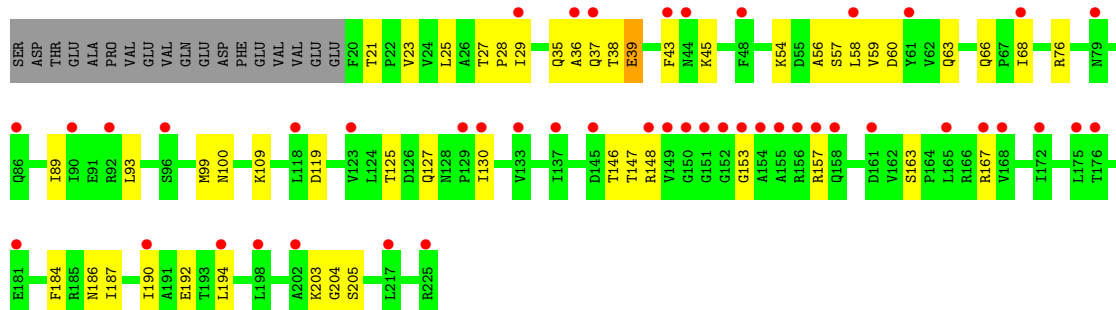 SER ASP THR GLU ALA PRO VAL GLU VAL GLN GLU ASP PHE GLU VAL VAL GLU GLU F20 T21 P22 V23 V24 L25 A26 T27 P28 I29 Q35 A36 Q37 T38 E39 F43 N44 K45 F48 K54 D55 A56 S57 L58 V59 D60 Y61 V62 Q63 Q66 P67 I68 R76 N79
Q86 I89 I90 E91 R92 L93 S96 M99 N100 K109 L118 D119 V123 L124 T125 D126 Q127 N128 P129 I130 V133 I137 D145 T146 T147 R148 V149 G150 G151 G152 G153 A154 A155 R156 R157 Q158 D161 V162 S163 P164 L165 R166 R167 V168 I172 L175 T176
E181 F184 R185 N186 I187 I190 A191 E192 T193 L194 L198 A202 K203 G204 S205 L217 R225